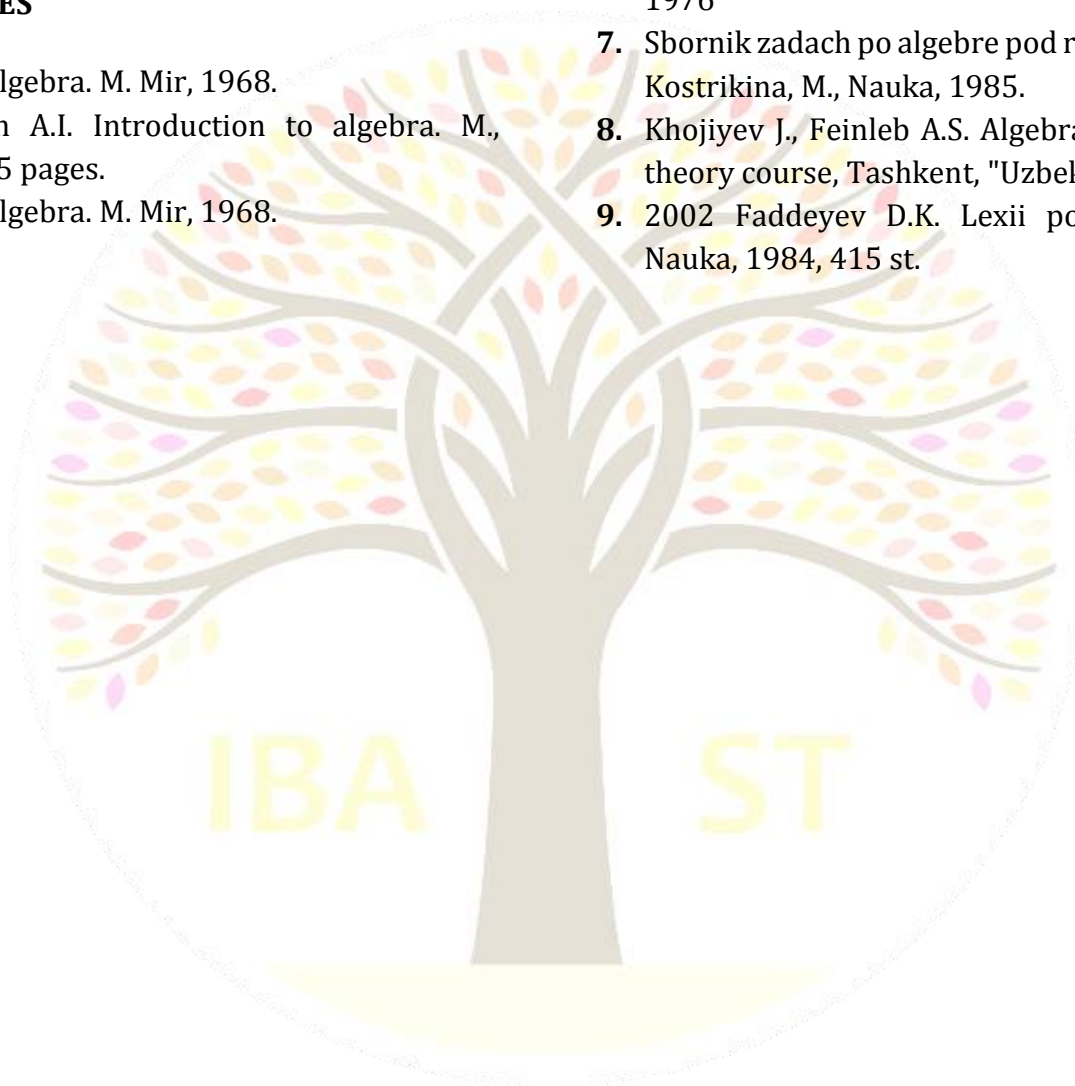 ES
lgebra. M. Mir, 1968.
n A.I. Introduction to algebra. M.,
5 pages.
lgebra. M. Mir, 1968.
1976
7. Sbornik zadach po algebre pod r
Kostrikina, M., Nauka, 1985.
8. Khojiyev J., Feinleb A.S. Algebra
theory course, Tashkent, "Uzbek
9. 2002 Faddeyev D.K. Lexii po
Nauka, 1984, 415 st.
IBA ST